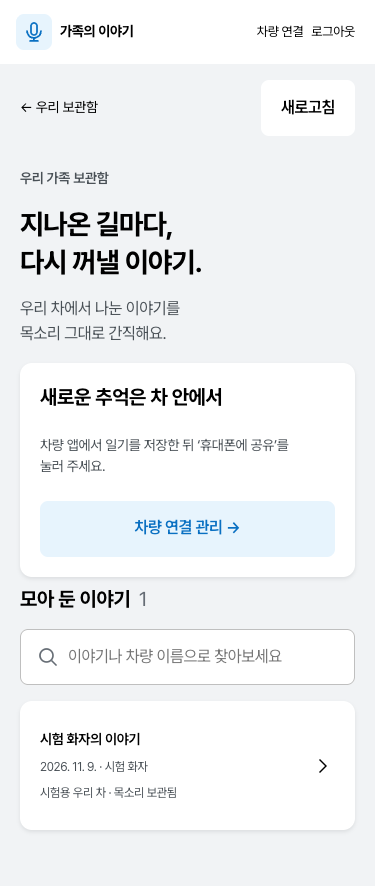 가족의 이야기
차량 연결 로그아웃
← 우리 보관함
새로고침
우리 가족 보관함
지나온 길마다,
다시 꺼낼 이야기.
우리 차에서 나눈 이야기를
목소리 그대로 간직해요.
새로운 추억은 차 안에서
차량 앱에서 일기를 저장한 뒤 ‘휴대폰에 공유’를
눌러 주세요.
차량 연결 관리 →
모아 둔 이야기 1
이야기나 차량 이름으로 찾아보세요
시험 화자의 이야기
2026. 11. 9. · 시험 화자
시험용 우리 차 · 목소리 보관됨